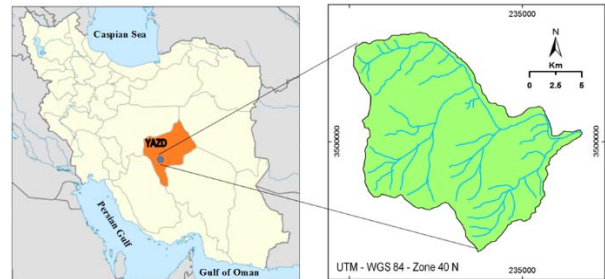 Caspian Sea
YAZD
Persian Gulf
Gulf of Oman
235000
N
Km
0 2.5 5
3500000
3500000
UTM - WGS 84 - Zone 40 N
235000